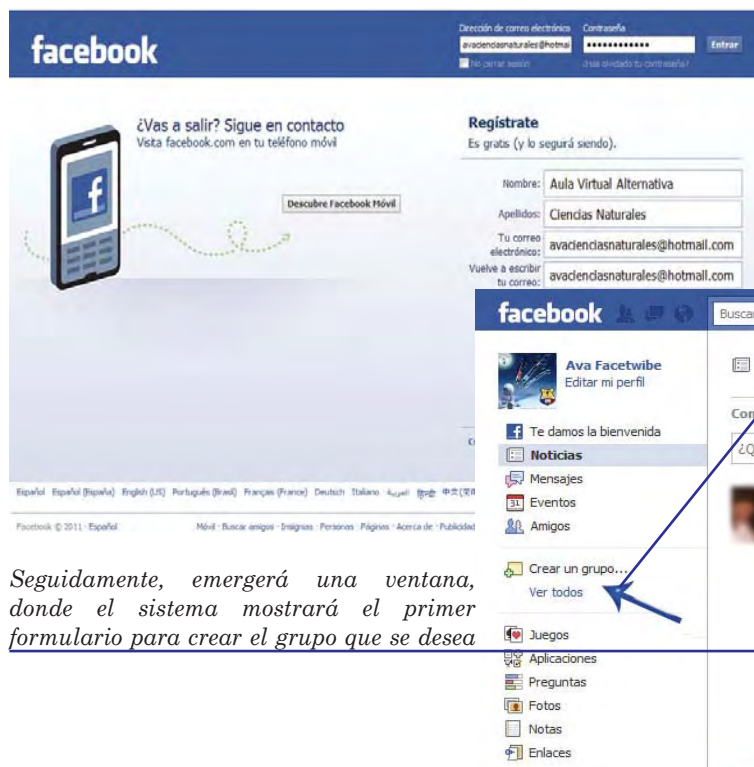 facebook
Dirección de correo electrónico Contraseña
avaciencìasnaturales@hotmai ●●●●●●●●●●●● Entrar
No cerrar sesión ¿Has olvidado tu contraseña?
¿Vas a salir? Sigue en contacto
Visita facebook.com en tu teléfono móvil
Descubre Facebook Móvil
Regístrate
Es gratis (y lo segurá siendo).
Nombre: Aula Virtual Alternativa
Apellidos: Ciencias Naturales
Tu correo electrónico: avacienciasnaturales@hotmail.com
Vuelve a escribir tu correo: avacienciasnaturales@hotmail.com
Español Español (España) English (US) Português (Brasil) Français (France) Deutsch Italiano العربية हिन्दी
Facebook © 2011 · Español Móvil · Buscar amigos · Insignias · Personas · Páginas · Acerca de · Publicidad
facebook
Ava Facetwibe
Editar mi perfil
Te damos la bienvenida
Noticias
Mensajes
31 Eventos
Amigos
Crear un grupo...
Ver todos
Juegos
Aplicaciones
Preguntas
Fotos
Notas
Enlaces
Seguidamente, emergerá una ventana,
donde el sistema mostrará el primer
formulario para crear el grupo que se desea